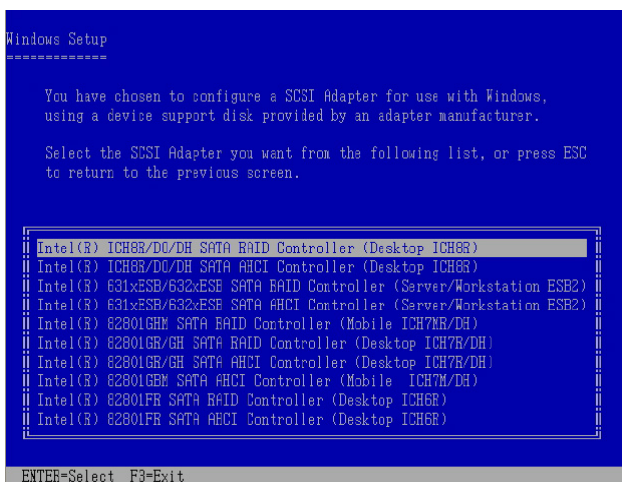 Windows Setup
=============
You have chosen to configure a SCSI Adapter for use with Windows,
using a device support disk provided by an adapter manufacturer.
Select the SCSI Adapter you want from the following list, or press ESC
to return to the previous screen.
Intel(R) ICH8R/DO/DH SATA RAID Controller (Desktop ICH8R)
Intel(R) ICH8R/DO/DH SATA AHCI Controller (Desktop ICH8R)
Intel(R) 631xESB/632xESB SATA RAID Controller (Server/Workstation ESB2)
Intel(R) 631xESB/632xESB SATA AHCI Controller (Server/Workstation ESB2)
Intel(R) 82801GHM SATA RAID Controller (Mobile ICH7MR/DH)
Intel(R) 82801GR/GH SATA RAID Controller (Desktop ICH7R/DH)
Intel(R) 82801GR/GH SATA AHCI Controller (Desktop ICH7R/DH)
Intel(R) 82801GBM SATA AHCI Controller (Mobile  ICH7M/DH)
Intel(R) 82801FR SATA RAID Controller (Desktop ICH6R)
Intel(R) 82801FR SATA AHCI Controller (Desktop ICH6R)
ENTER=Select  F3=Exit